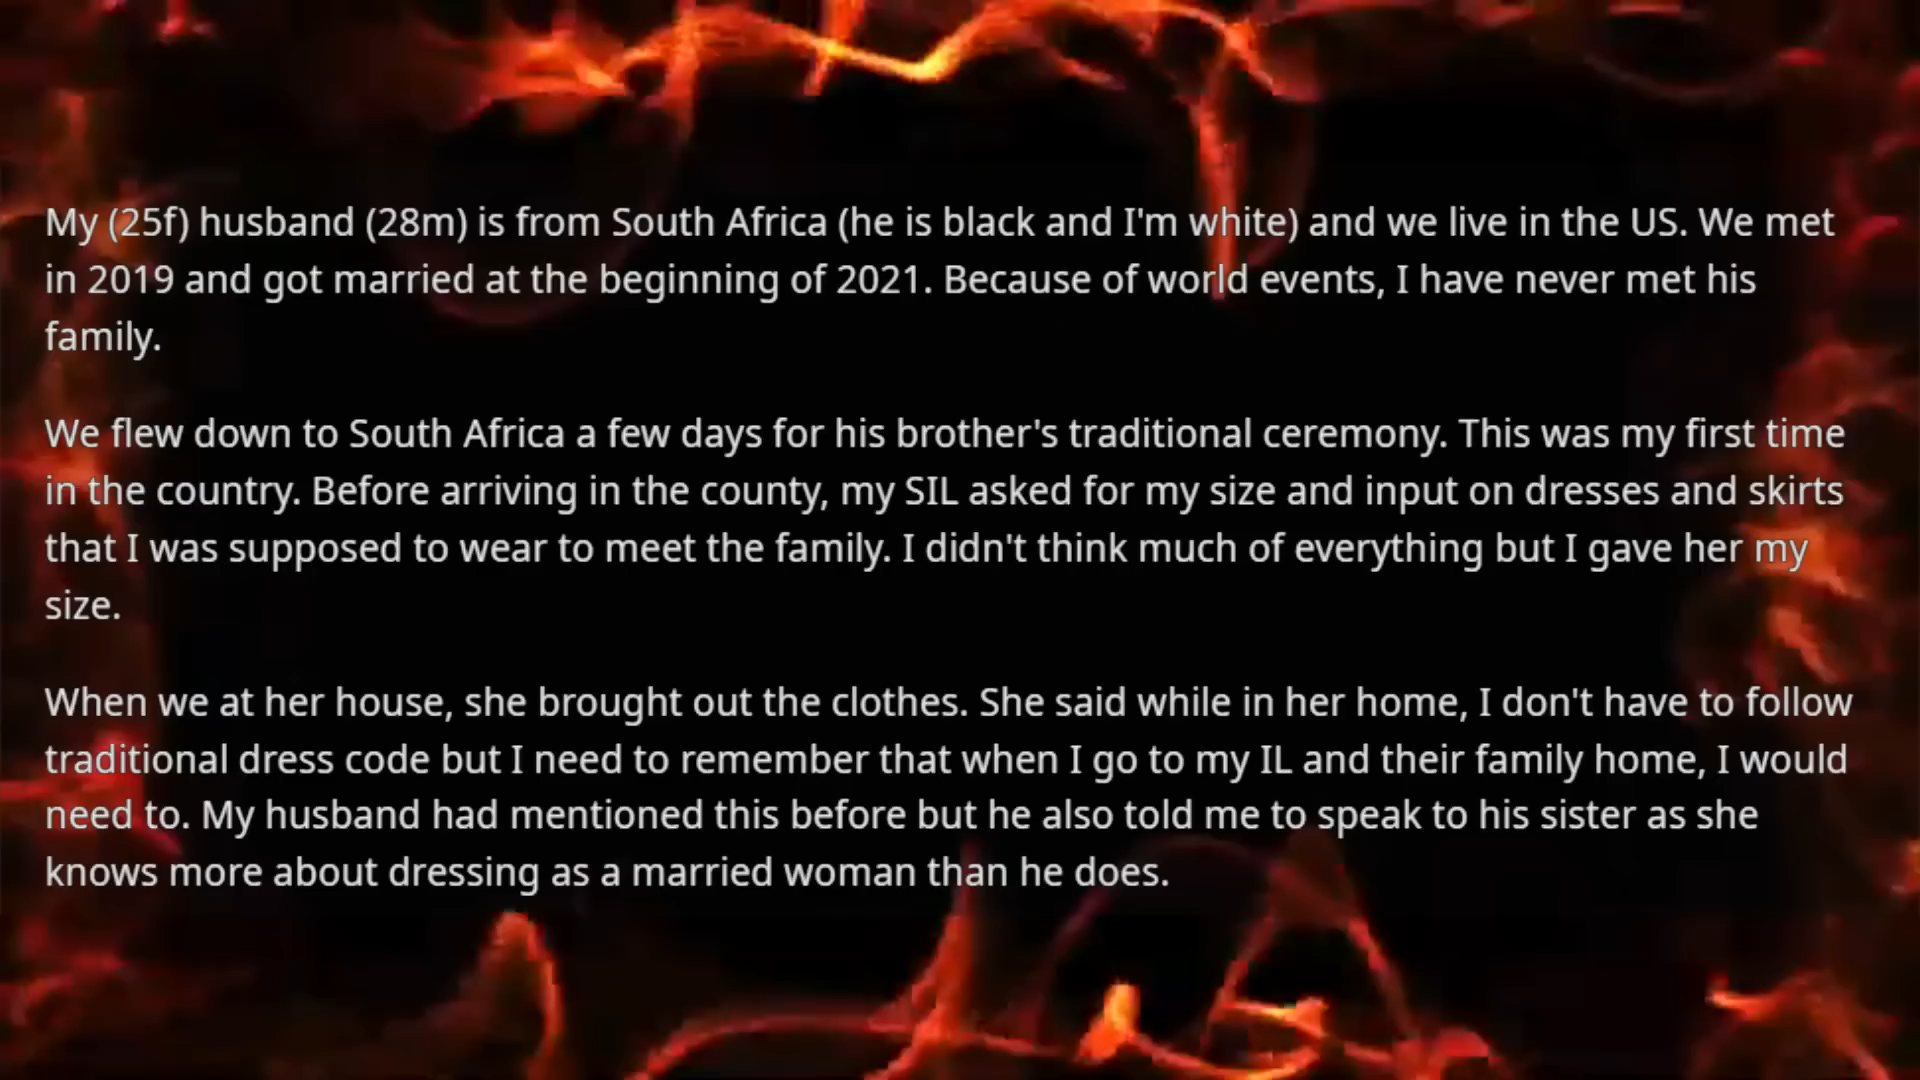 My (25f) husband (28m) is from South Africa (he is black and I'm white) and we live in the US. We met
in 2019 and got married at the beginning of 2021. Because of world events, I have never met his
family.
We flew down to South Africa a few days for his brother's traditional ceremony. This was my first time
in the country. Before arriving in the county, my SIL asked for my size and input on dresses and skirts
that I was supposed to wear to meet the family. I didn't think much of everything but I gave her my
size.
When we at her house, she brought out the clothes. She said while in her home, I don't have to follow
traditional dress code but I need to remember that when I go to my IL and their family home, I would
need to. My husband had mentioned this before but he also told me to speak to his sister as she
knows more about dressing as a married woman than he does.